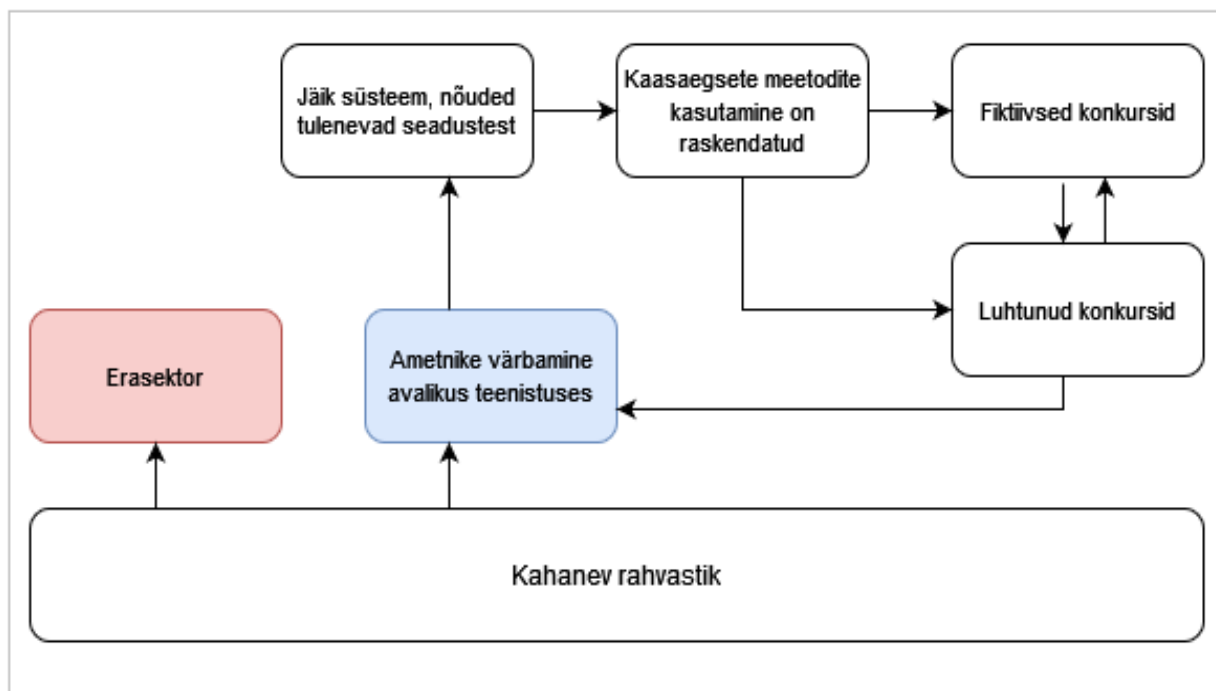 Jäik süsteem, nõuded
tulenevad seadustest
Kaasaegsete meetodite
kasutamine on
raskendatud
Fiktiivsed konkursid
Luhtunud konkursid
Erasektor
Ametnike värbamine
avalikus teenistuses
Kahanev rahvastik